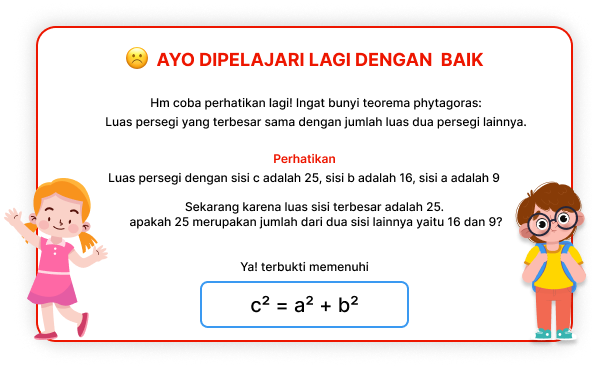 AYO DIPELAJARI LAGI DENGAN BAIK
Hm coba perhatikan lagi! Ingat bunyi teorema phytagoras:
Luas persegi yang terbesar sama dengan jumlah luas dua persegi lainnya.
Perhatikan
Luas persegi dengan sisi c adalah 25, sisi b adalah 16, sisi a adalah 9
Sekarang karena luas sisi terbesar adalah 25.
apakah 25 merupakan jumlah dari dua sisi lainnya yaitu 16 dan 9?
Ya! terbukti memenuhi
c² = a² + b²